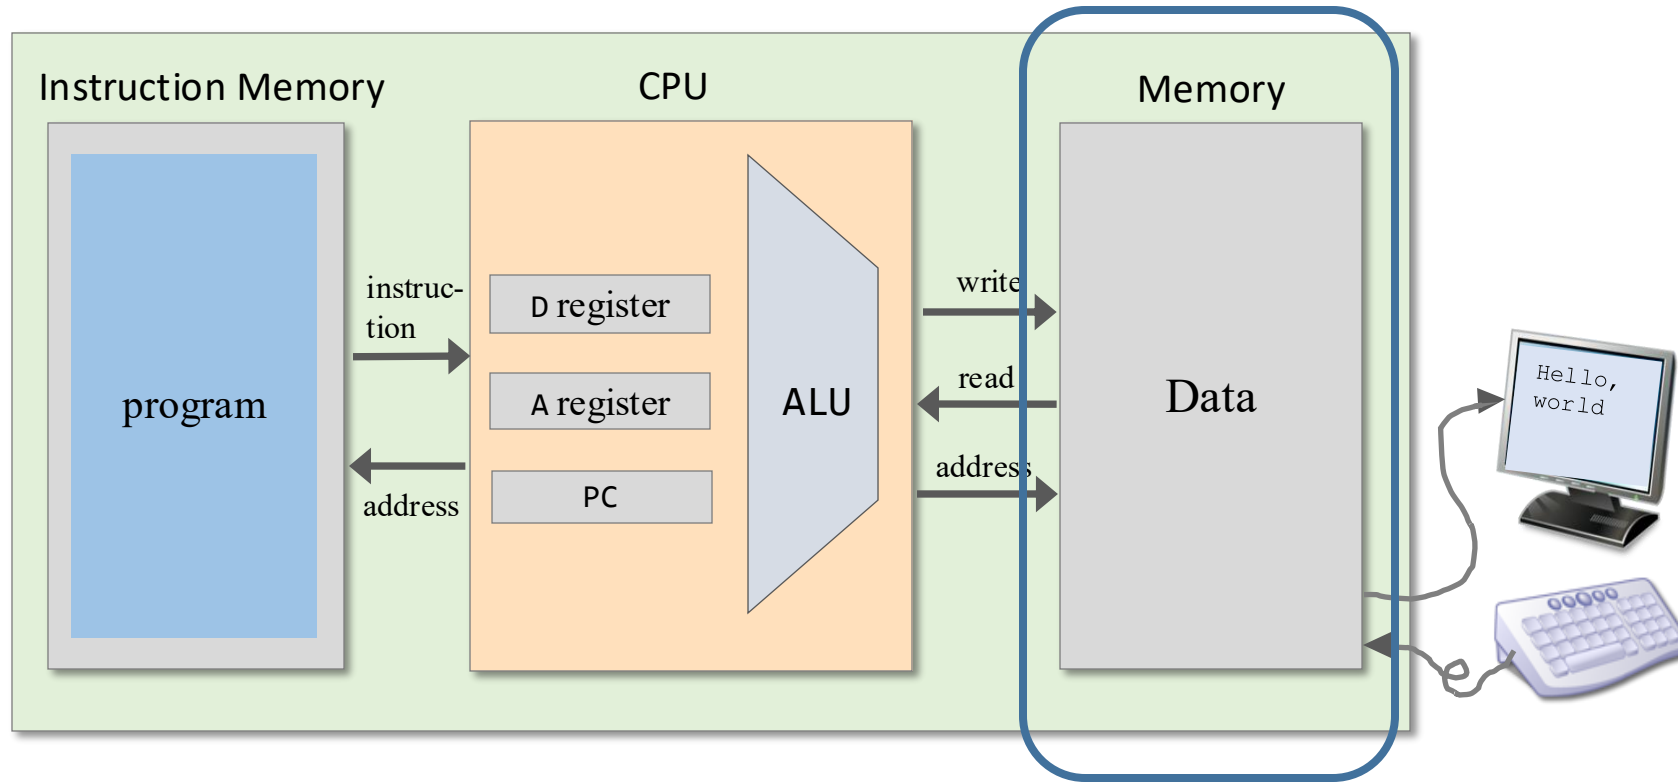 Instruction Memory
CPU
Memory
instruc-
tion
program
address
D register
A register
PC
ALU
write
read
address
Data
Hello,
world